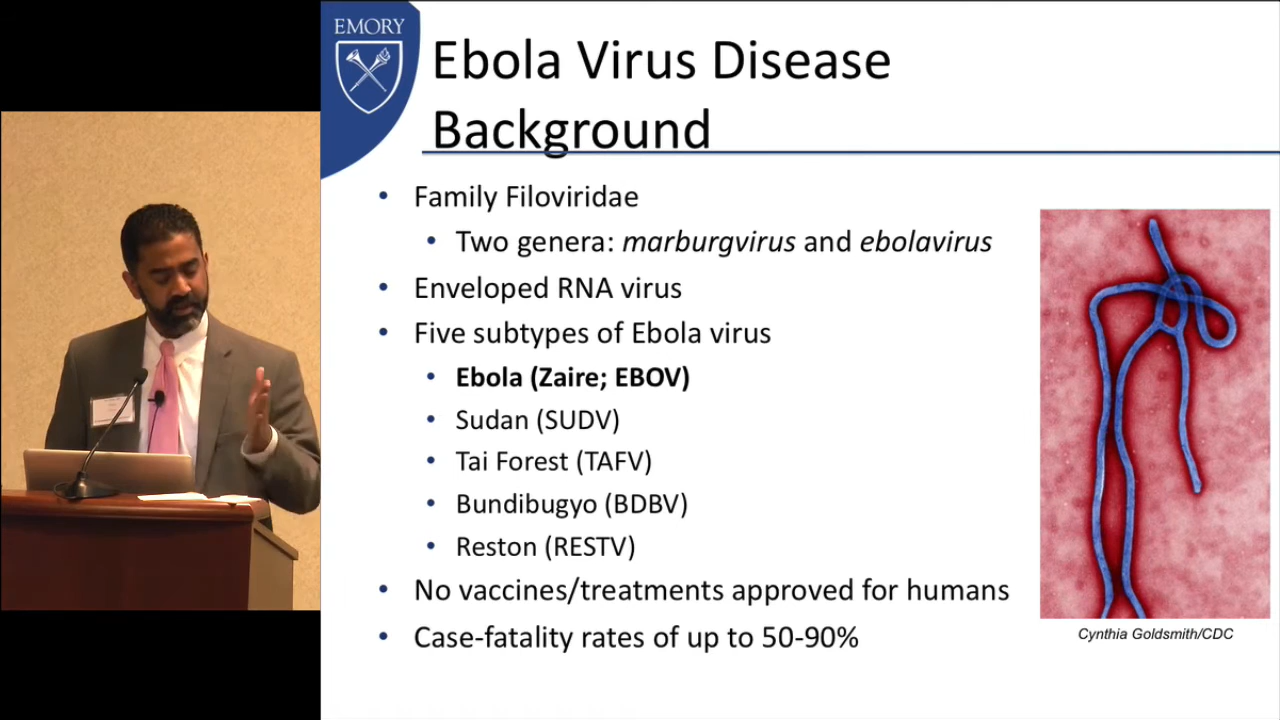 EMORY
Ebola Virus Disease
Background
• Family Filoviridae
• Two genera: marburgvirus and ebolavirus
• Enveloped RNA virus
• Five subtypes of Ebola virus
• Ebola (Zaire; EBOV)
• Sudan (SUDV)
• Tai Forest (TAFV)
• Bundibugyo (BDBV)
• Reston (RESTV)
• No vaccines/treatments approved for humans
• Case-fatality rates of up to 50-90%
Cynthia Goldsmith/CDC